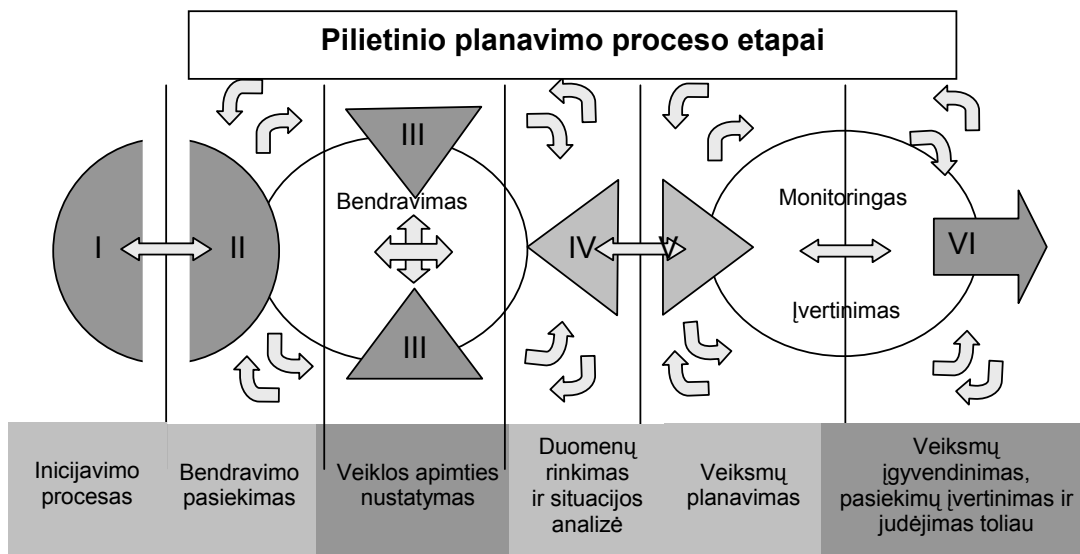 Pilietinio planavimo proceso etapai
III
Bendravimas
Monitoringas
I
II
IV
V
VI
Įvertinimas
III
Inicijavimo
procesas
Bendravimo
pasiekimas
Veiklos apimties
nustatymas
Duomenų
rinkimas
ir situacijos
analizė
Veiksmų
planavimas
Veiksmų
įgyvendinimas,
pasiekimų įvertinimas ir
judėjimas toliau